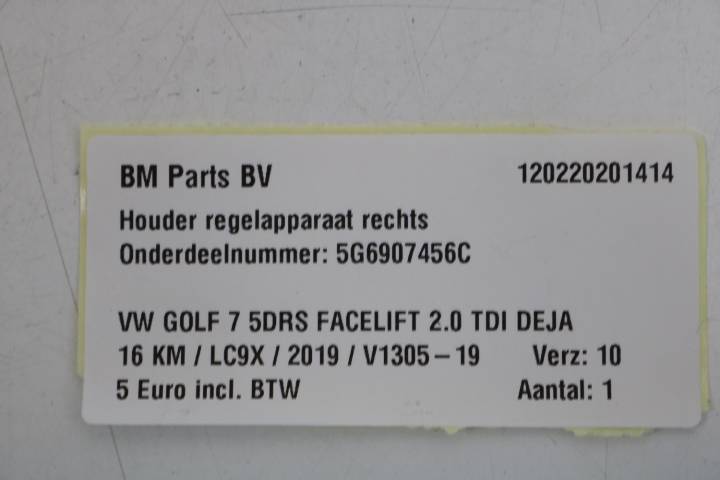 BM Parts BV 120220201414
Houder regelapparaat rechts
Onderdeelnummer: 5G6907456C
VW GOLF 7 5DRS FACELIFT 2.0 TDI DEJA
16 KM / LC9X / 2019 / V1305-19 Verz: 10
5 Euro incl. BTW Aantal: 1